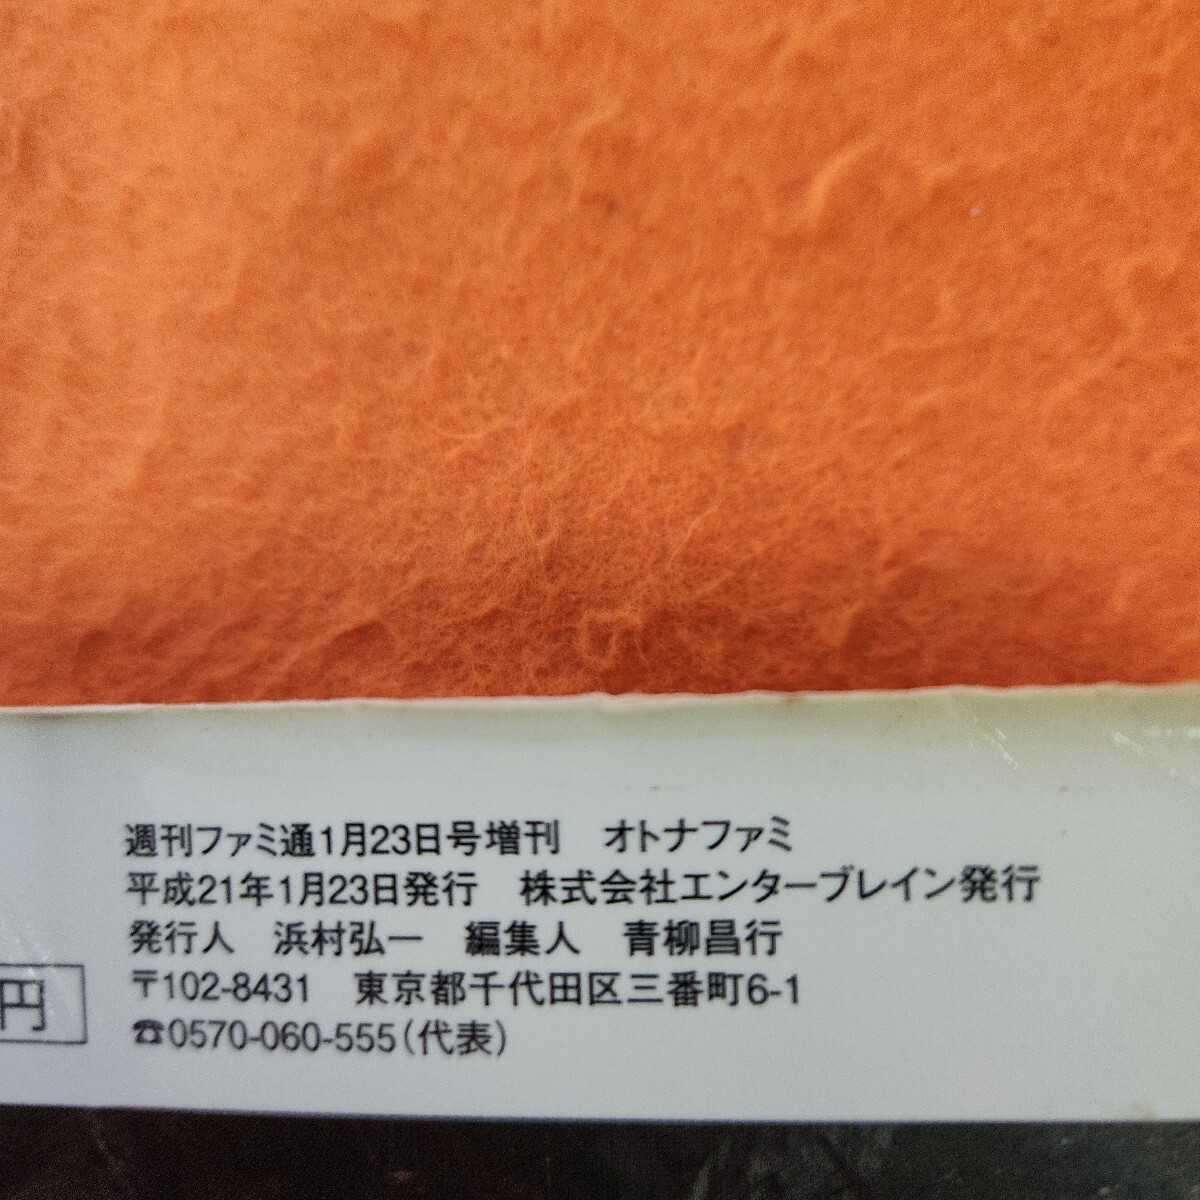 週刊ファミ通1月23日号増刊　オトナファミ
平成21年1月23日発行　株式会社エンターブレイン発行
発行人　浜村弘一　編集人　青柳昌行
〒102-8431　東京都千代田区三番町6-1
☎0570-060-555(代表)
円